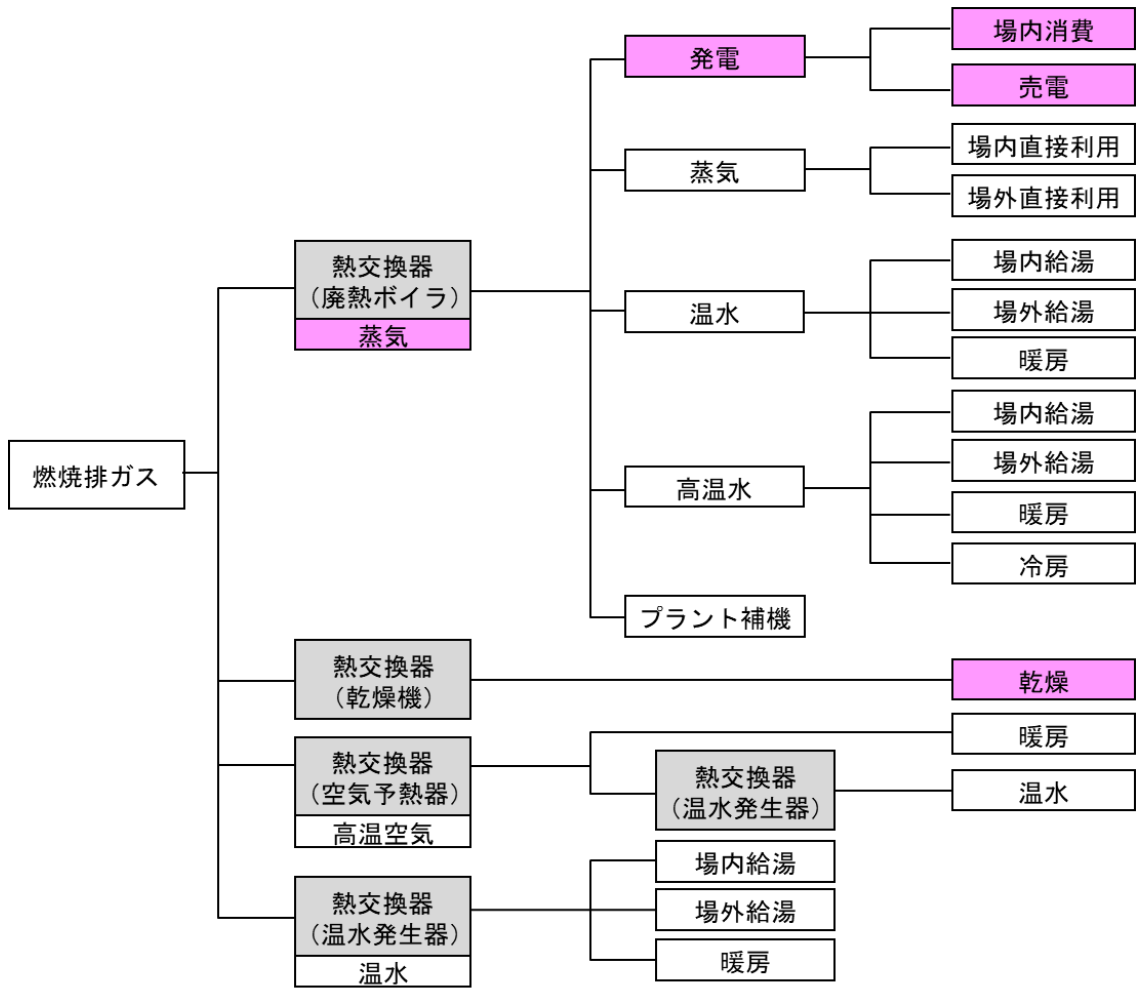 燃焼排ガス
熱交換器
（廃熱ボイラ）
蒸気
発電
場内消費
売電
蒸気
場内直接利用
場外直接利用
温水
場内給湯
場外給湯
暖房
高温水
場内給湯
場外給湯
暖房
冷房
プラント補機
熱交換器
（乾燥機）
乾燥
熱交換器
（空気予熱器）
高温空気
暖房
熱交換器
（温水発生器）
温水
熱交換器
（温水発生器）
温水
場内給湯
場外給湯
暖房